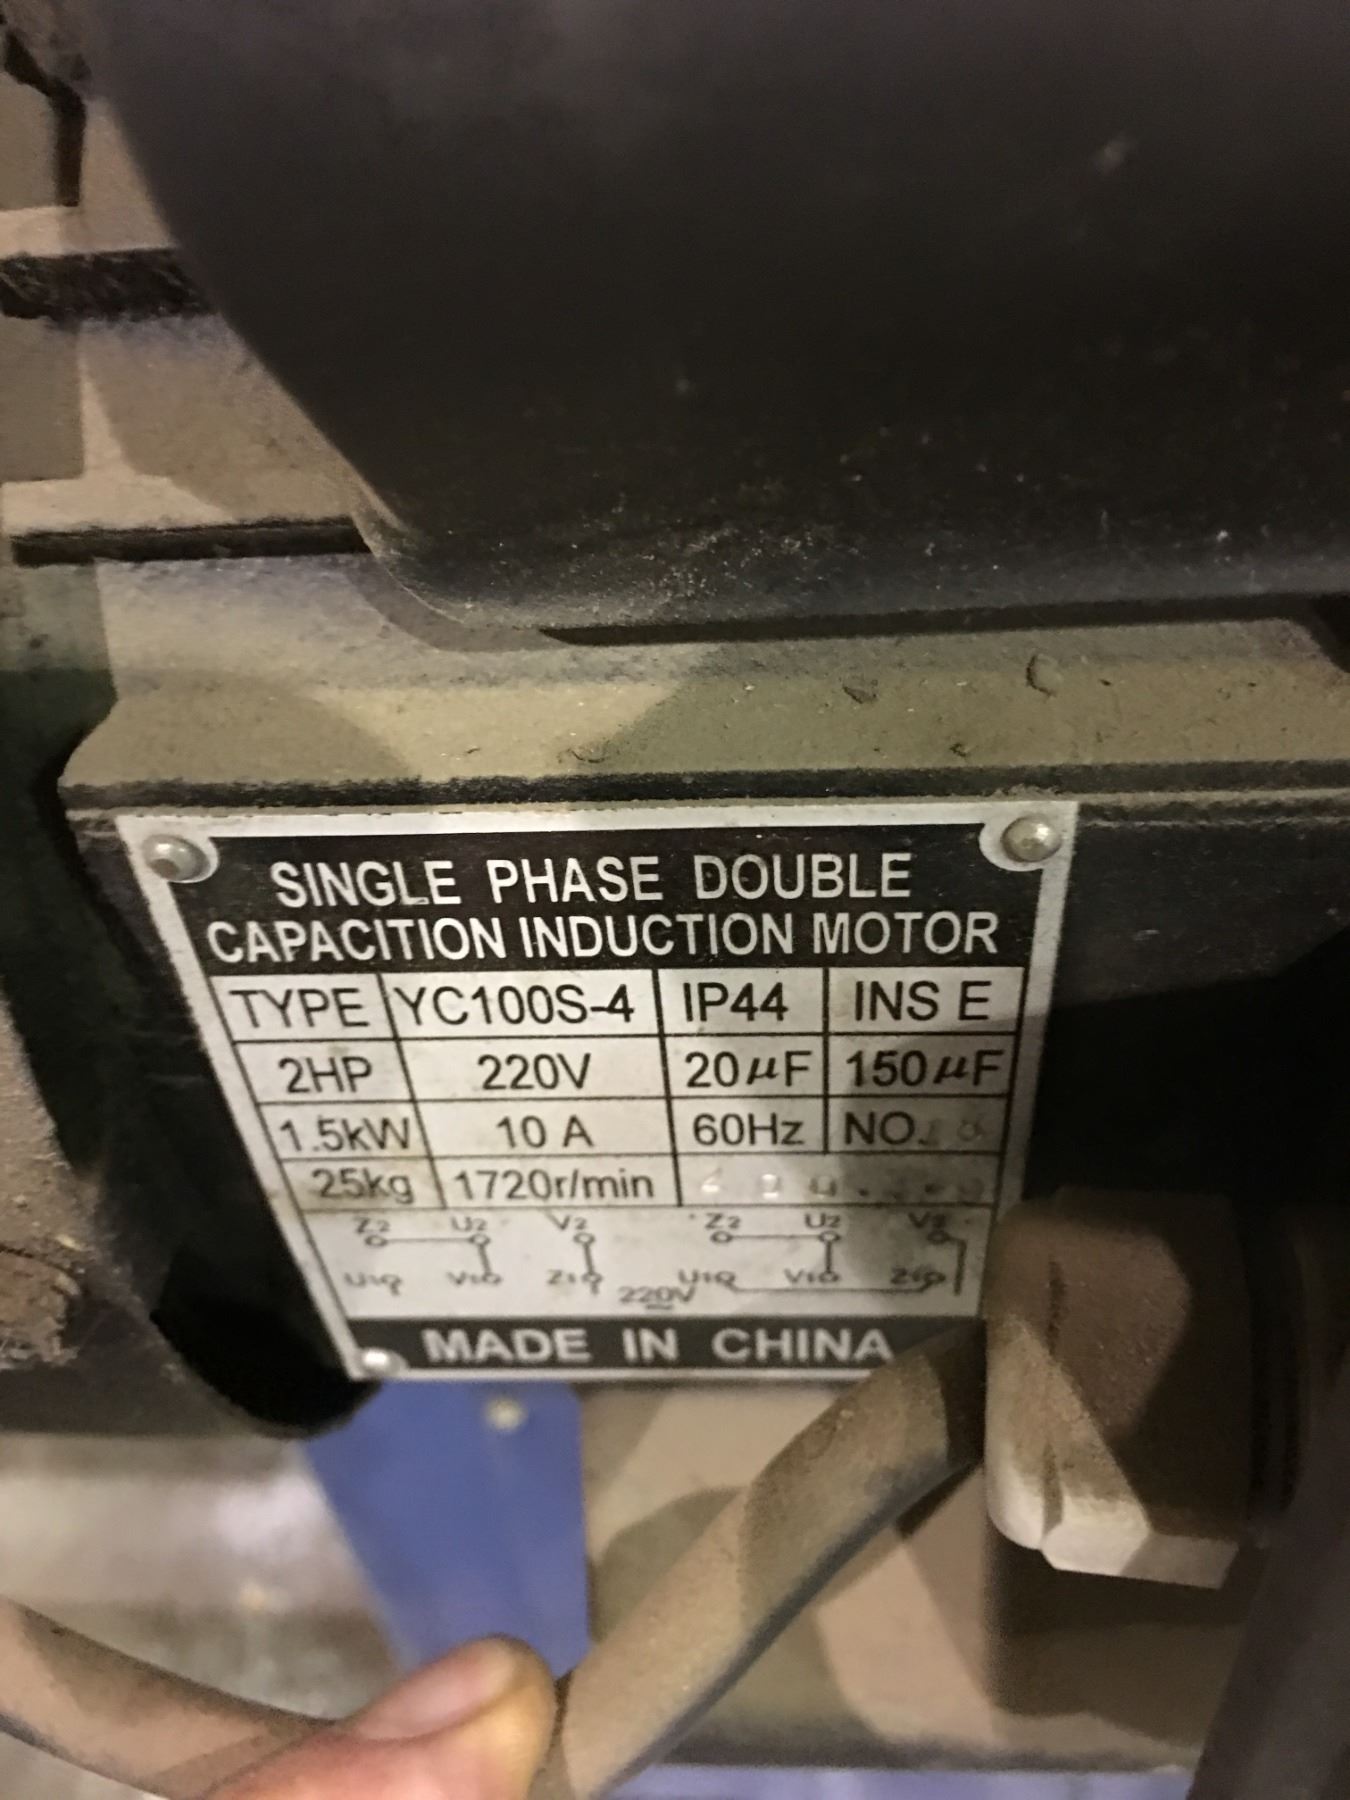 SINGLE PHASE DOUBLE
CAPACITION INDUCTION MOTOR
TYPE YC100S-4 IP44 INS E
2HP 220V 20μF 150μF
1.5kW 10 A 60Hz NO.
25kg 1720r/min
Z2 U2 V2 Z2 U2 V2
U1 V1 Z1 U1 V1 Z1
220V
MADE IN CHINA